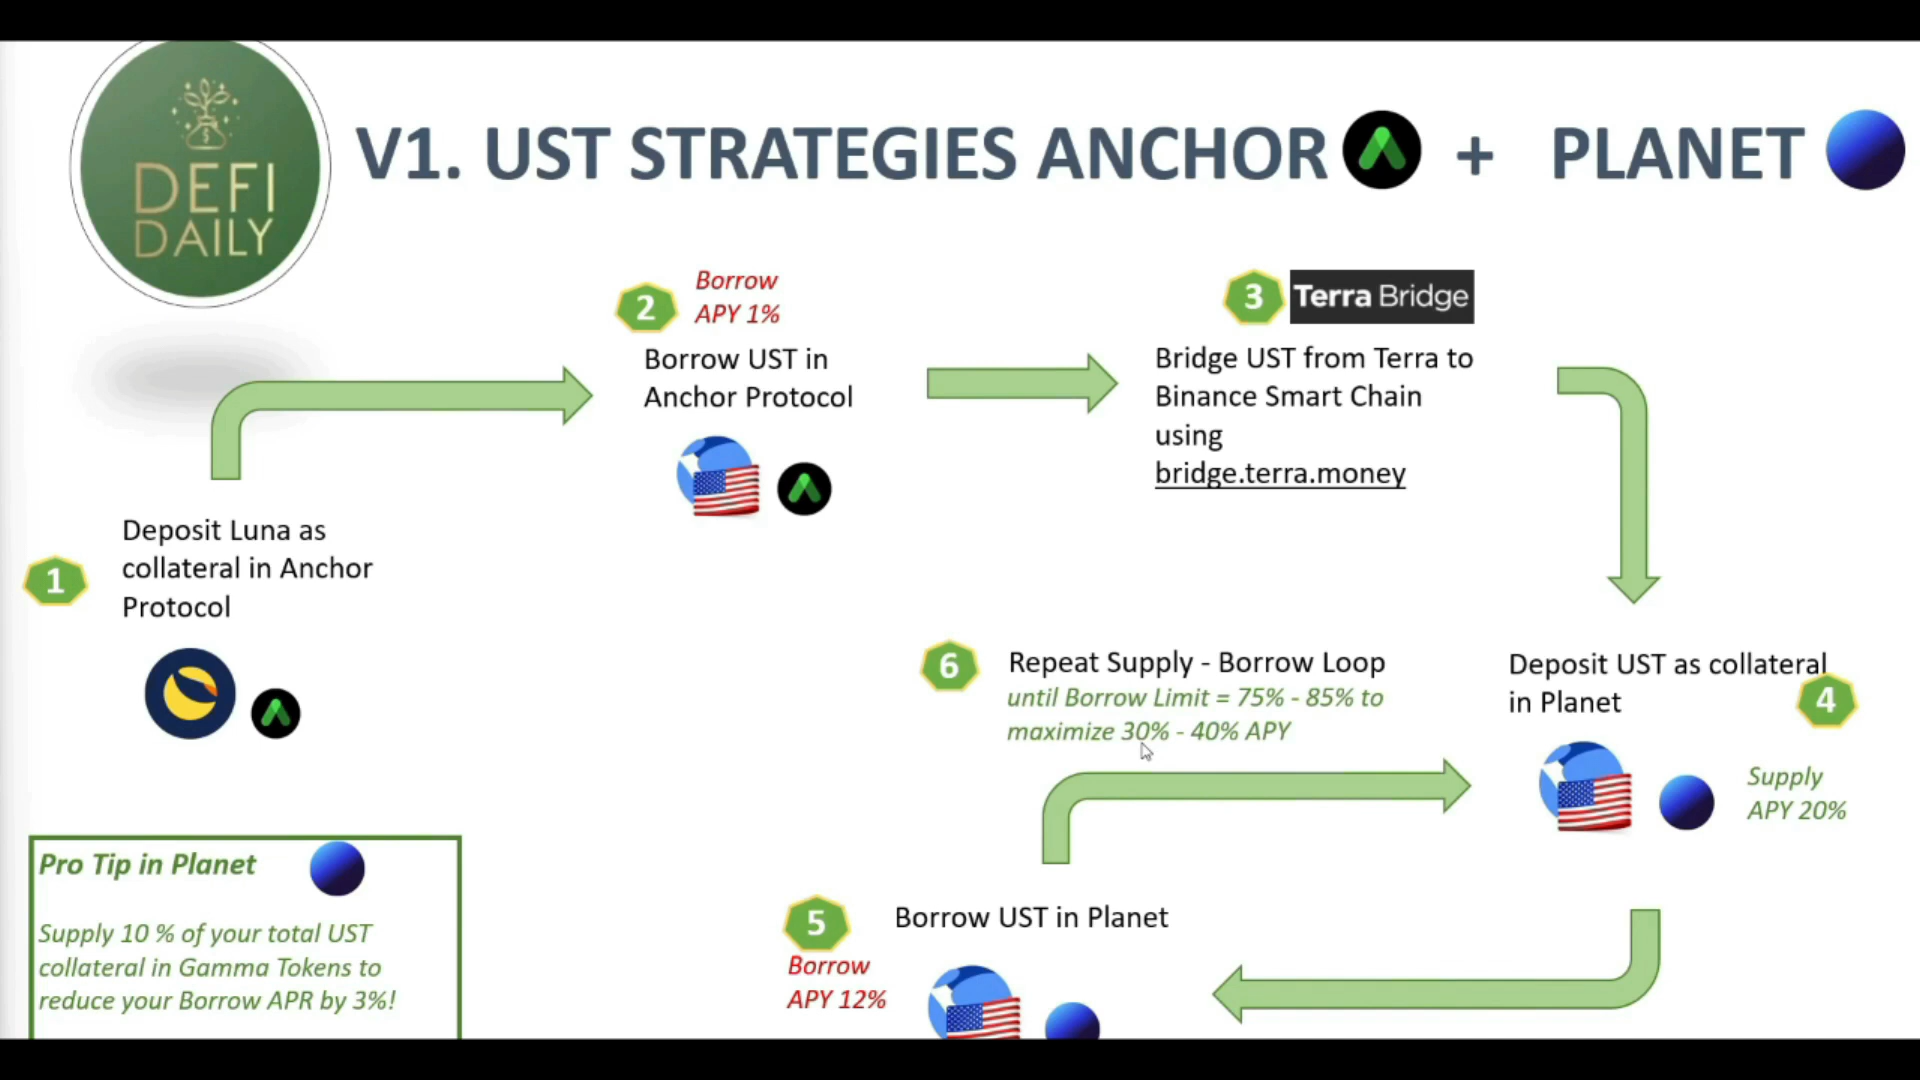 DEFI
DAILY
V1. UST STRATEGIES ANCHOR + PLANET
2
Borrow
APY 1%
Borrow UST in
Anchor Protocol
3
Terra Bridge
Bridge UST from Terra to
Binance Smart Chain
using
bridge.terra.money
1
Deposit Luna as
collateral in Anchor
Protocol
6
Repeat Supply - Borrow Loop
until Borrow Limit = 75% - 85% to
maximize 30% - 40% APY
Deposit UST as collateral
in Planet
4
Supply
APY 20%
Pro Tip in Planet
Supply 10 % of your total UST
collateral in Gamma Tokens to
reduce your Borrow APR by 3%!
5
Borrow UST in Planet
Borrow
APY 12%